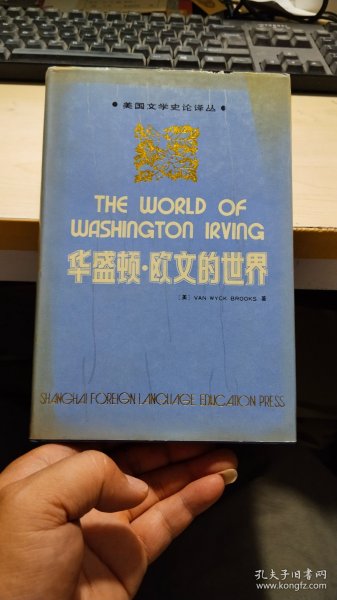 • 美国文学史论译丛 •
THE WORLD OF
WASHINGTON IRVING
华盛顿·欧文的世界
[美] VAN WYCK BROOKS 著
SHANGHAI FOREIGN LANGUAGE EDUCATION PRESS
孔夫子旧书网
www.kongfz.com